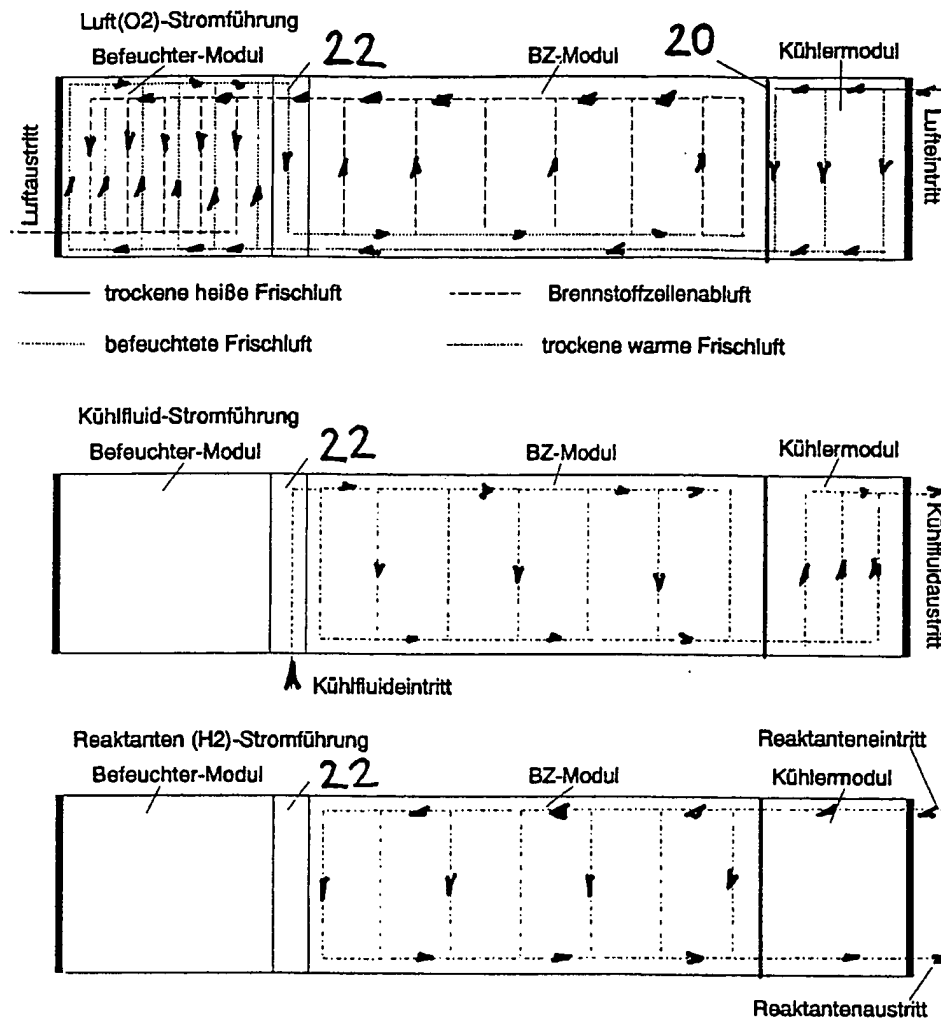 Luft(O2)-Stromführung
Befeuchter-Modul 22 BZ-Modul 20 Kühlermodul
Luftaustritt
Lufteintritt
trockene heiße Frischluft
Brennstoffzellenabluft
befeuchtete Frischluft
trockene warme Frischluft
Kühlfluid-Stromführung
Befeuchter-Modul 22 BZ-Modul Kühlermodul
Kühlfluidaustritt
Kühlfluideintritt
Reaktanten (H2)-Stromführung
Reaktanteneintritt
Befeuchter-Modul 22 BZ-Modul Kühlermodul
Reaktantenaustritt